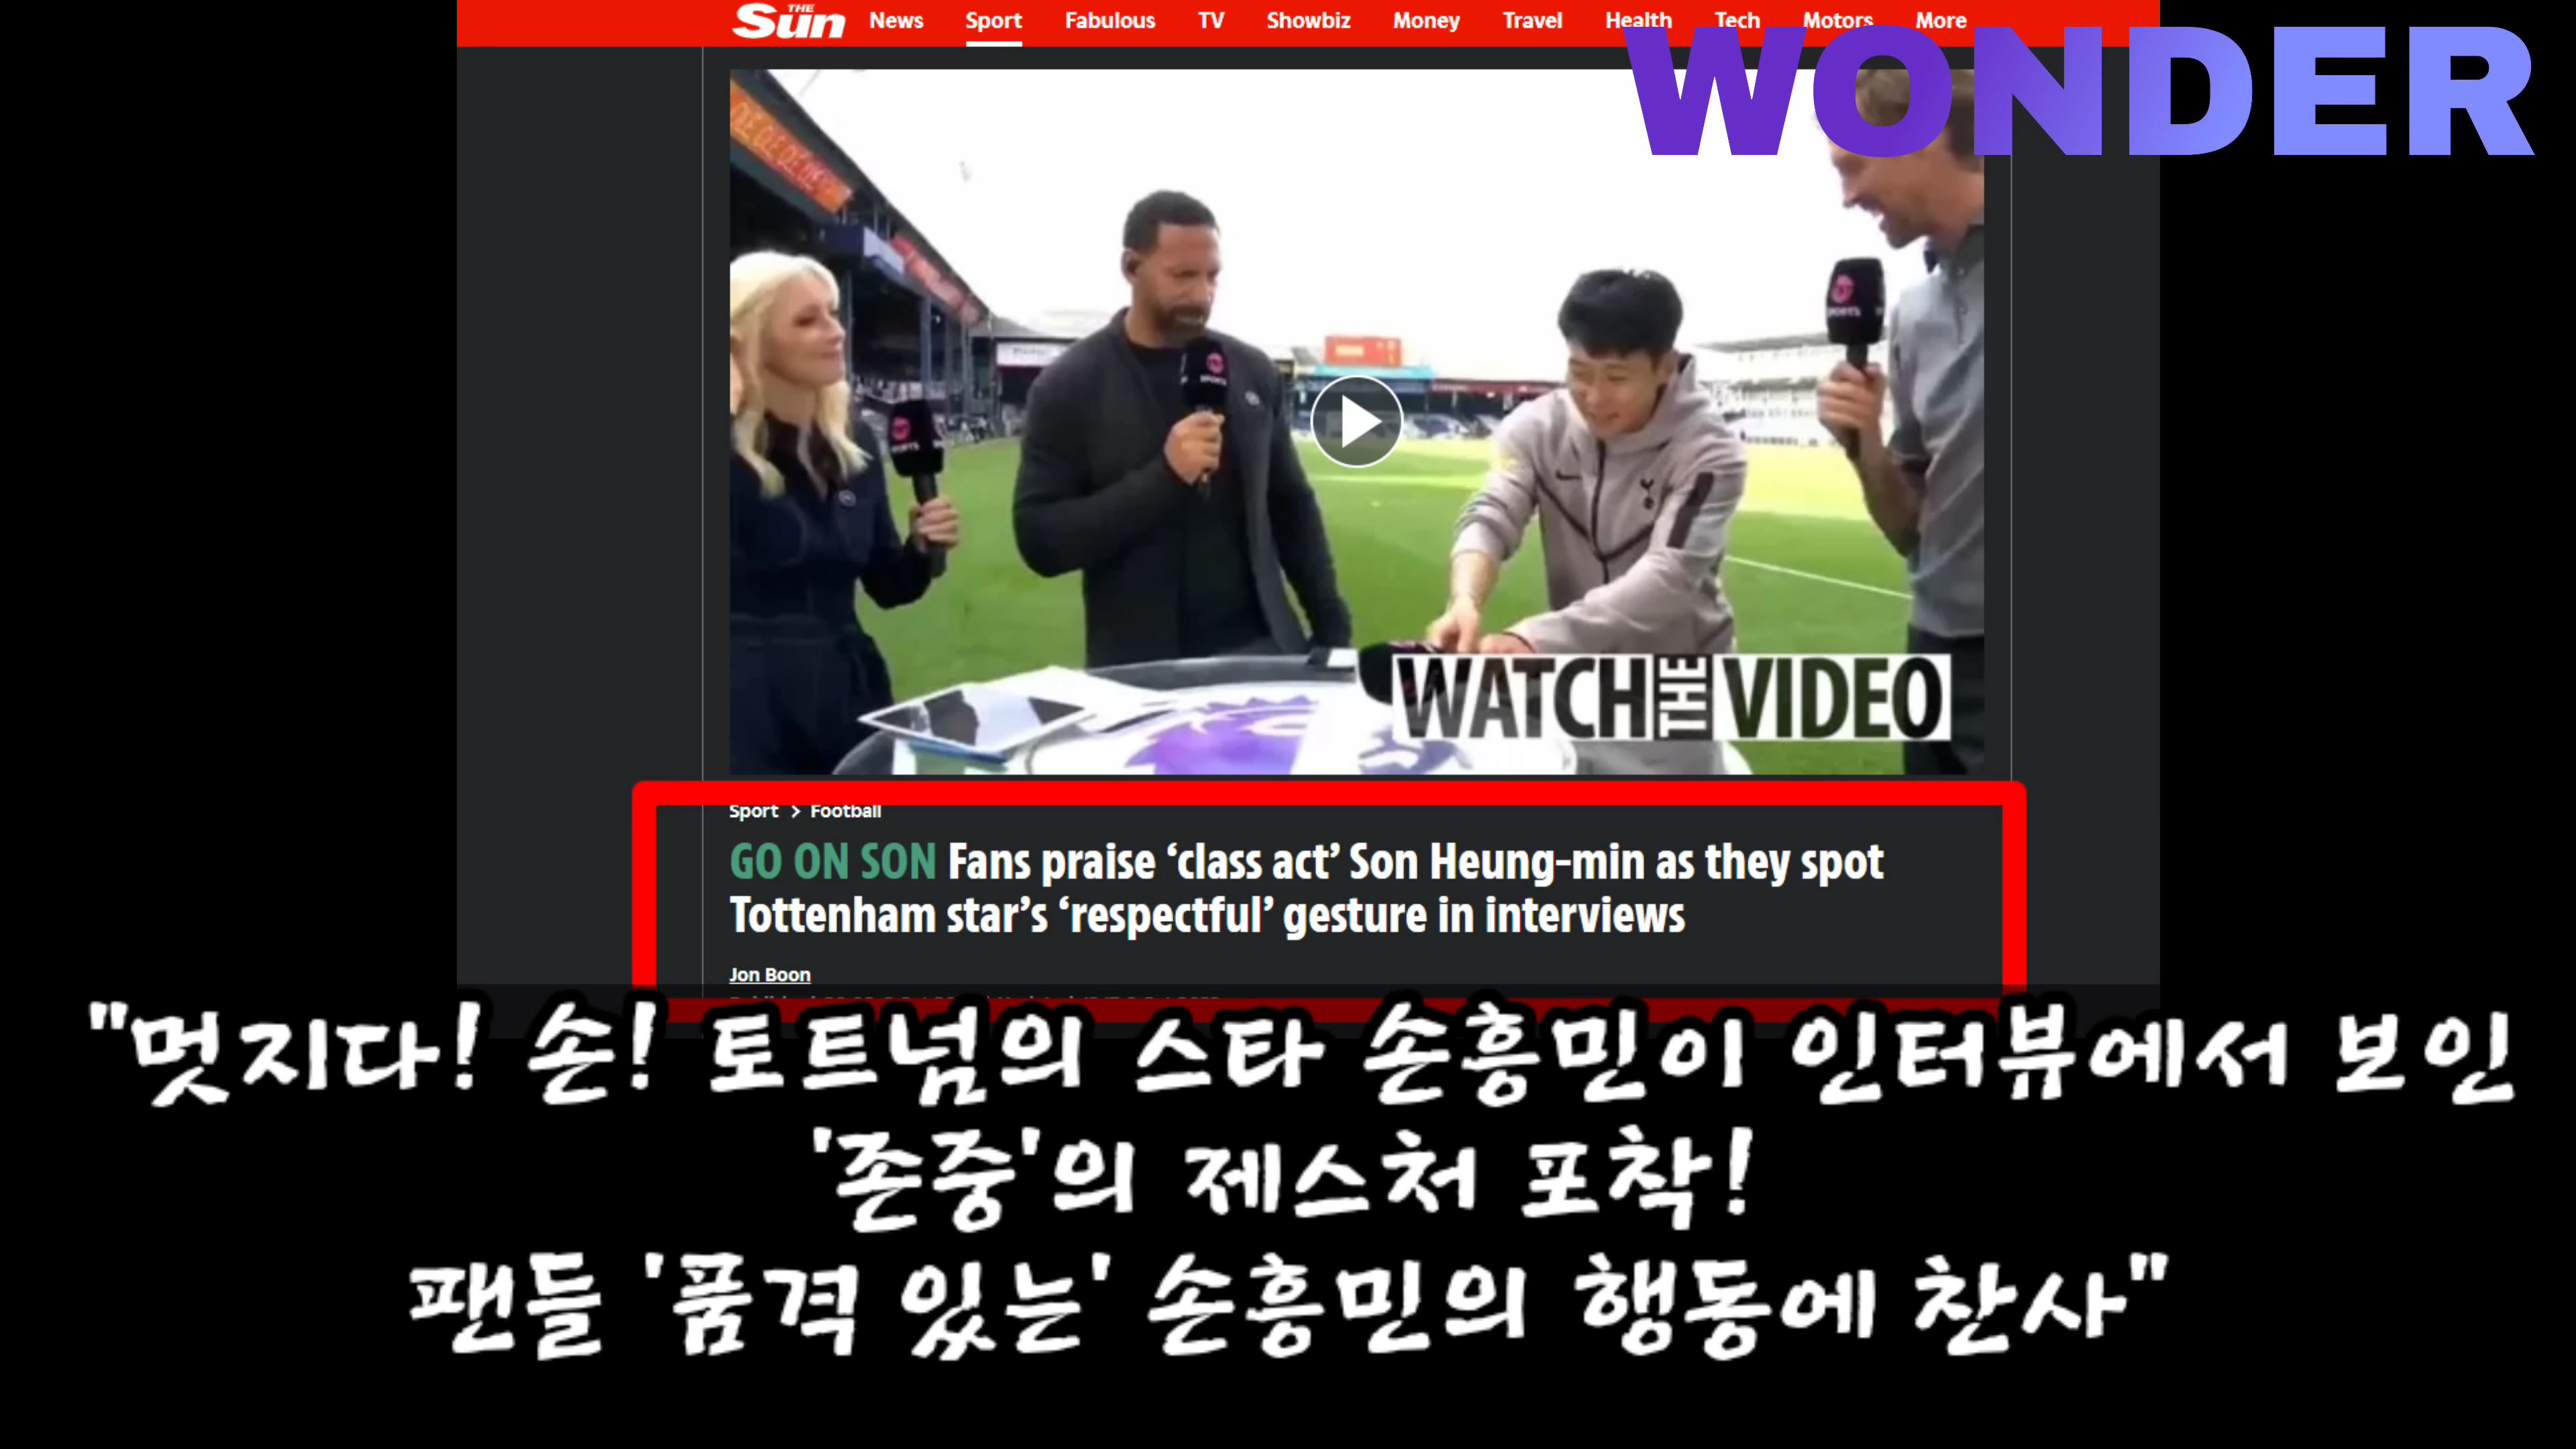 THE Sun News Sport Fabulous TV Showbiz Money Travel Health Tech Motors More
WONDER
SPORTS
SPORTS
SPORTS
WATCH THE VIDEO
Sport > Football
GO ON SON Fans praise ‘class act’ Son Heung-min as they spot
Tottenham star’s ‘respectful’ gesture in interviews
Jon Boon
"멋지다! 손! 토트넘의 스타 손흥민이 인터뷰에서 보인
'존중'의 제스처 포착!
팬들 '품격 있는' 손흥민의 행동에 찬사"